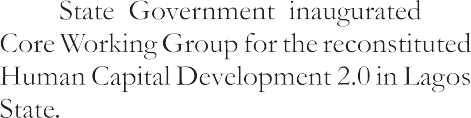 State Government inaugurated
Core Working Group for the reconstituted
Human Capital Development 2.0 in Lagos
State.